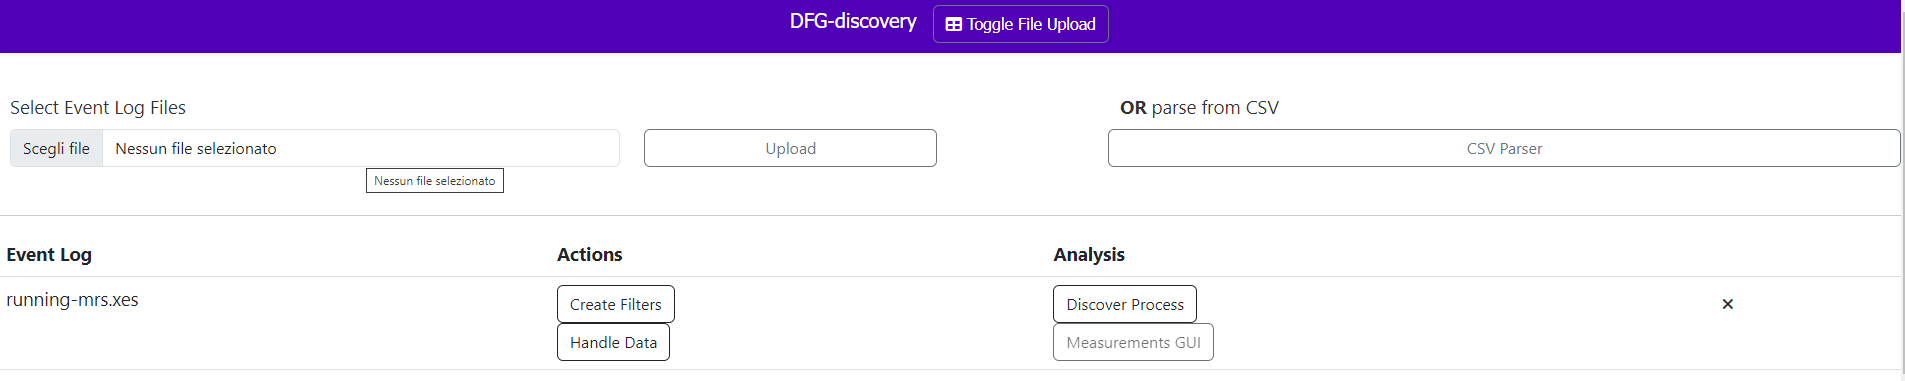 DFG-discovery Toggle File Upload
Select Event Log Files
OR parse from CSV
Scegli file Nessun file selezionato
Upload
CSV Parser
Nessun file selezionato
Event Log Actions Analysis
running-mrs.xes Create Filters Discover Process ×
Handle Data Measurements GUI